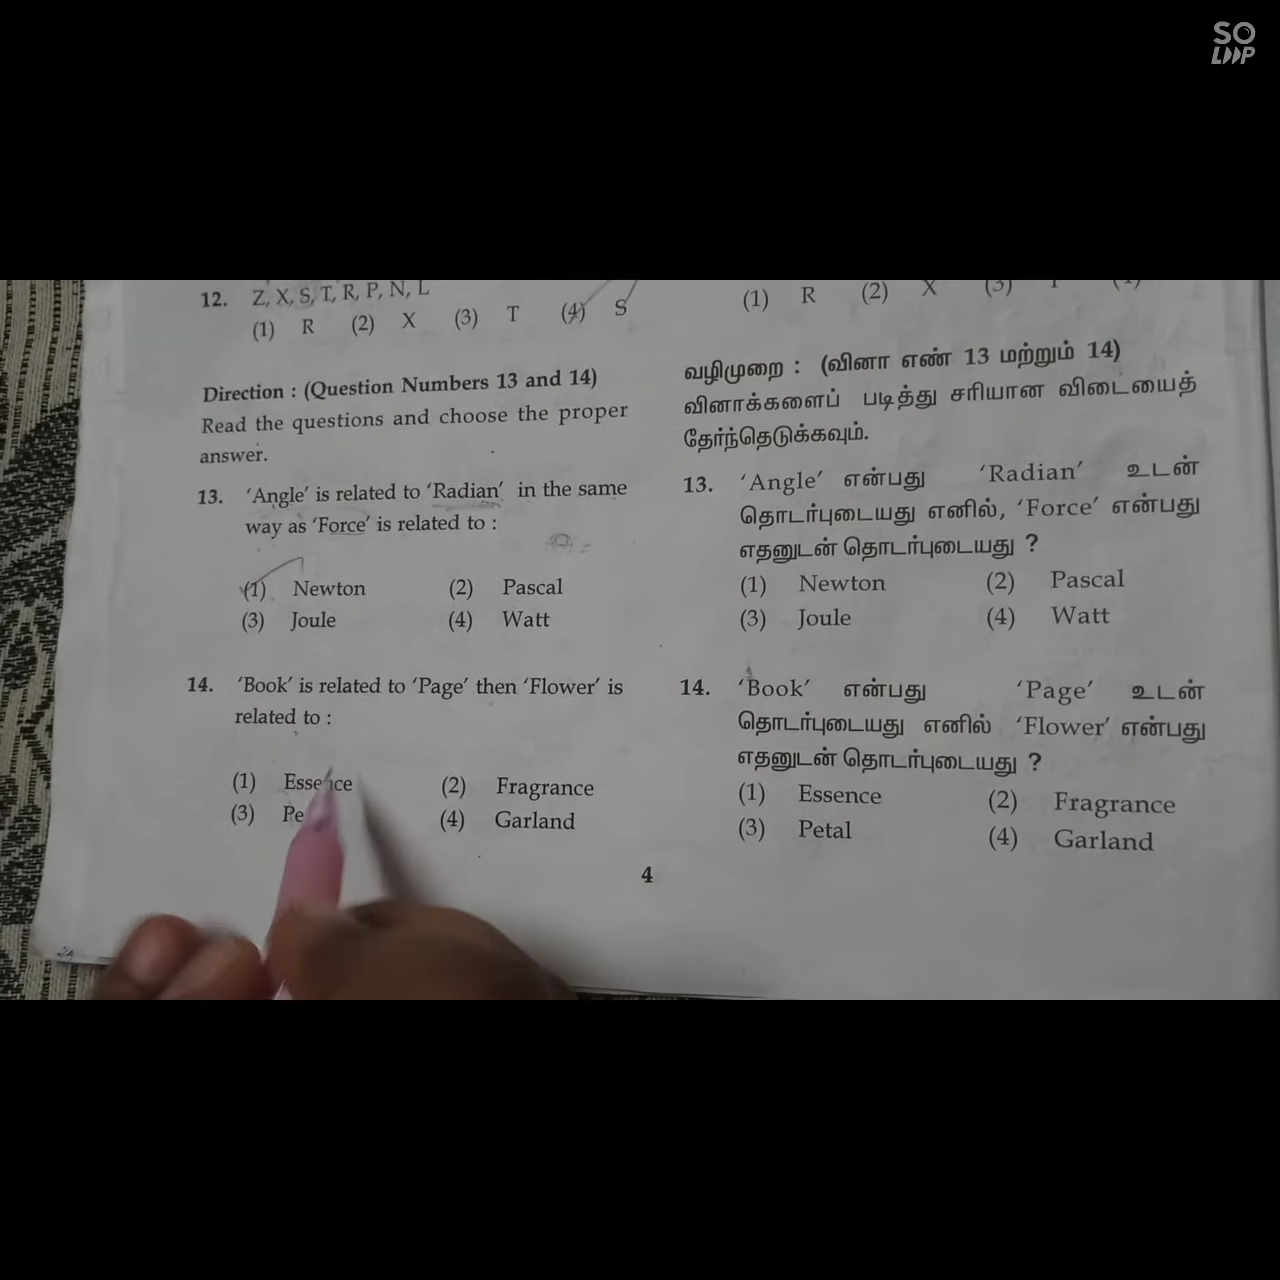 SO
LOOP
12. Z, X, S, T, R, P, N, L
(1) R (2) X (3) T (4) S
Direction : (Question Numbers 13 and 14)
Read the questions and choose the proper
answer.
13. 'Angle' is related to 'Radian' in the same
way as 'Force' is related to :
(1) Newton (2) Pascal
(3) Joule (4) Watt
14. 'Book' is related to 'Page' then 'Flower' is
related to :
(1) Essence (2) Fragrance
(3) Pe (4) Garland
(1) R (2) X (3)
வழிமுறை : (வினா எண் 13 மற்றும் 14)
வினாக்களைப் படித்து சரியான விடையைத்
தேர்ந்தெடுக்கவும்.
13. 'Angle' என்பது 'Radian' உடன்
தொடர்புடையது எனில், 'Force' என்பது
எதனுடன் தொடர்புடையது ?
(1) Newton (2) Pascal
(3) Joule (4) Watt
14. 'Book' என்பது 'Page' உடன்
தொடர்புடையது எனில் 'Flower' என்பது
எதனுடன் தொடர்புடையது ?
(1) Essence (2) Fragrance
(3) Petal (4) Garland
4